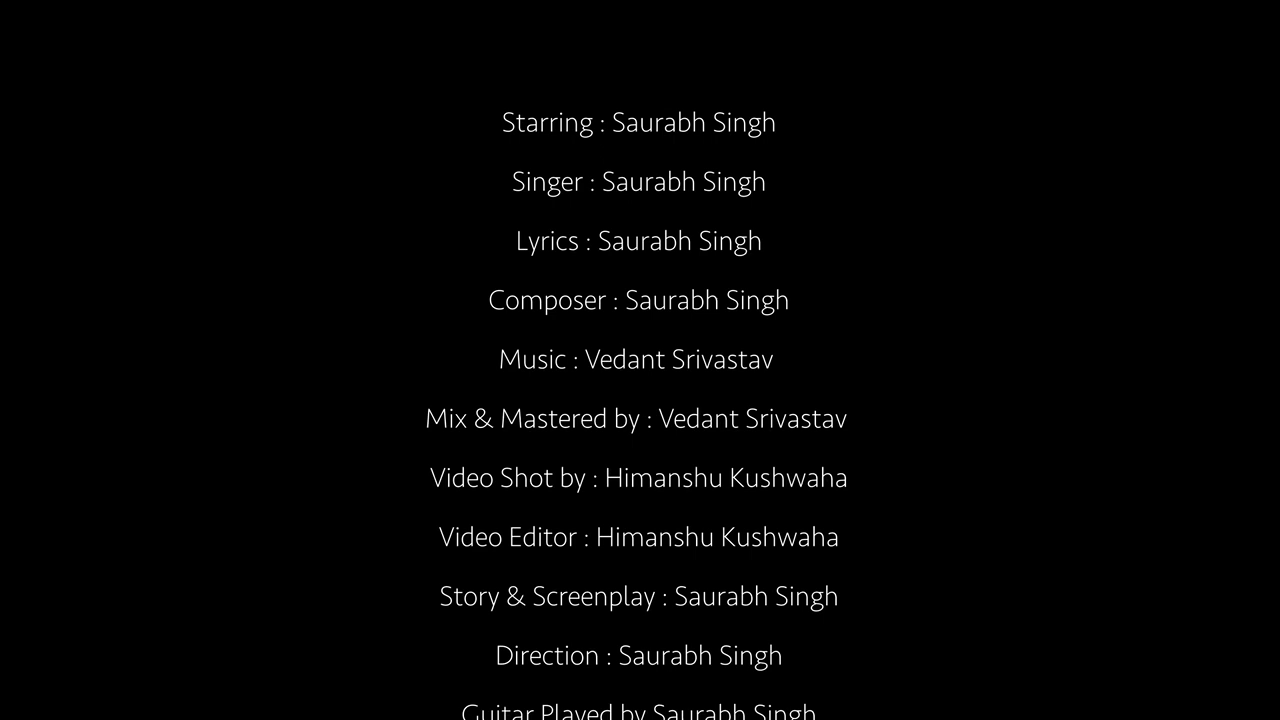 Starring : Saurabh Singh
Singer : Saurabh Singh
Lyrics : Saurabh Singh
Composer : Saurabh Singh
Music : Vedant Srivastav
Mix & Mastered by : Vedant Srivastav
Video Shot by : Himanshu Kushwaha
Video Editor : Himanshu Kushwaha
Story & Screenplay : Saurabh Singh
Direction : Saurabh Singh
Guitar Played by Saurabh Singh